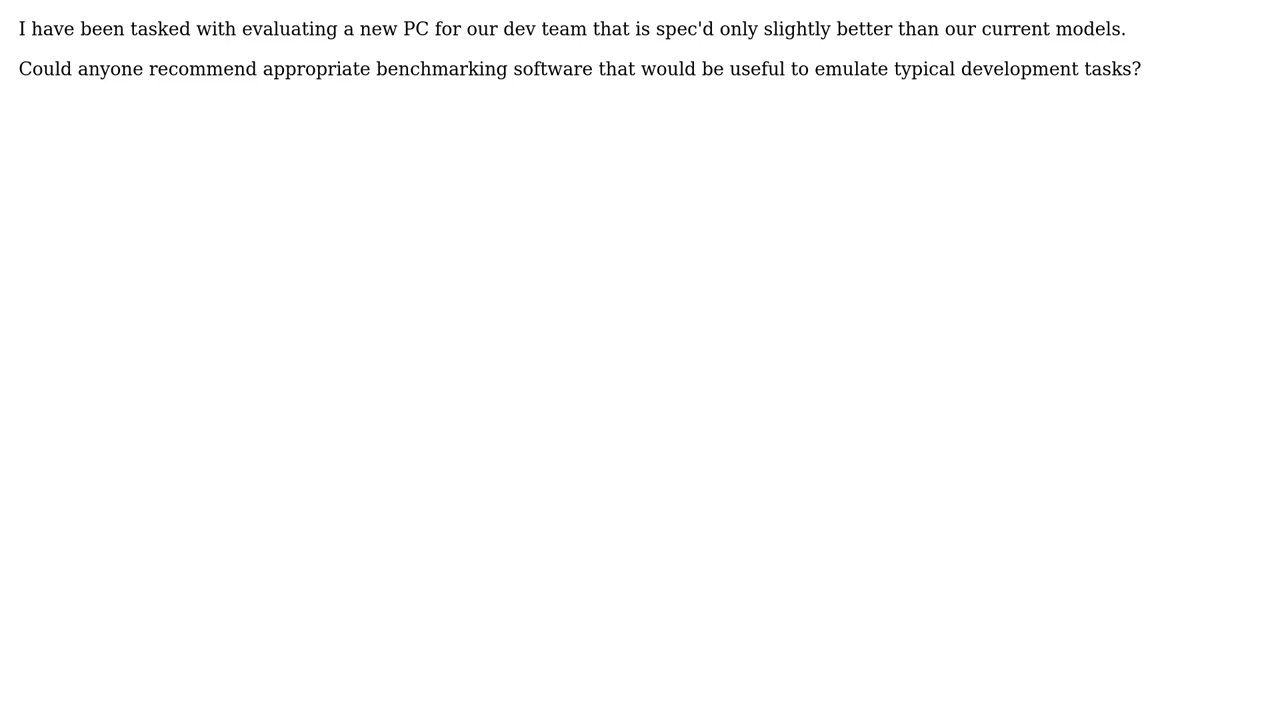 I have been tasked with evaluating a new PC for our dev team that is spec'd only slightly better than our current models.
Could anyone recommend appropriate benchmarking software that would be useful to emulate typical development tasks?